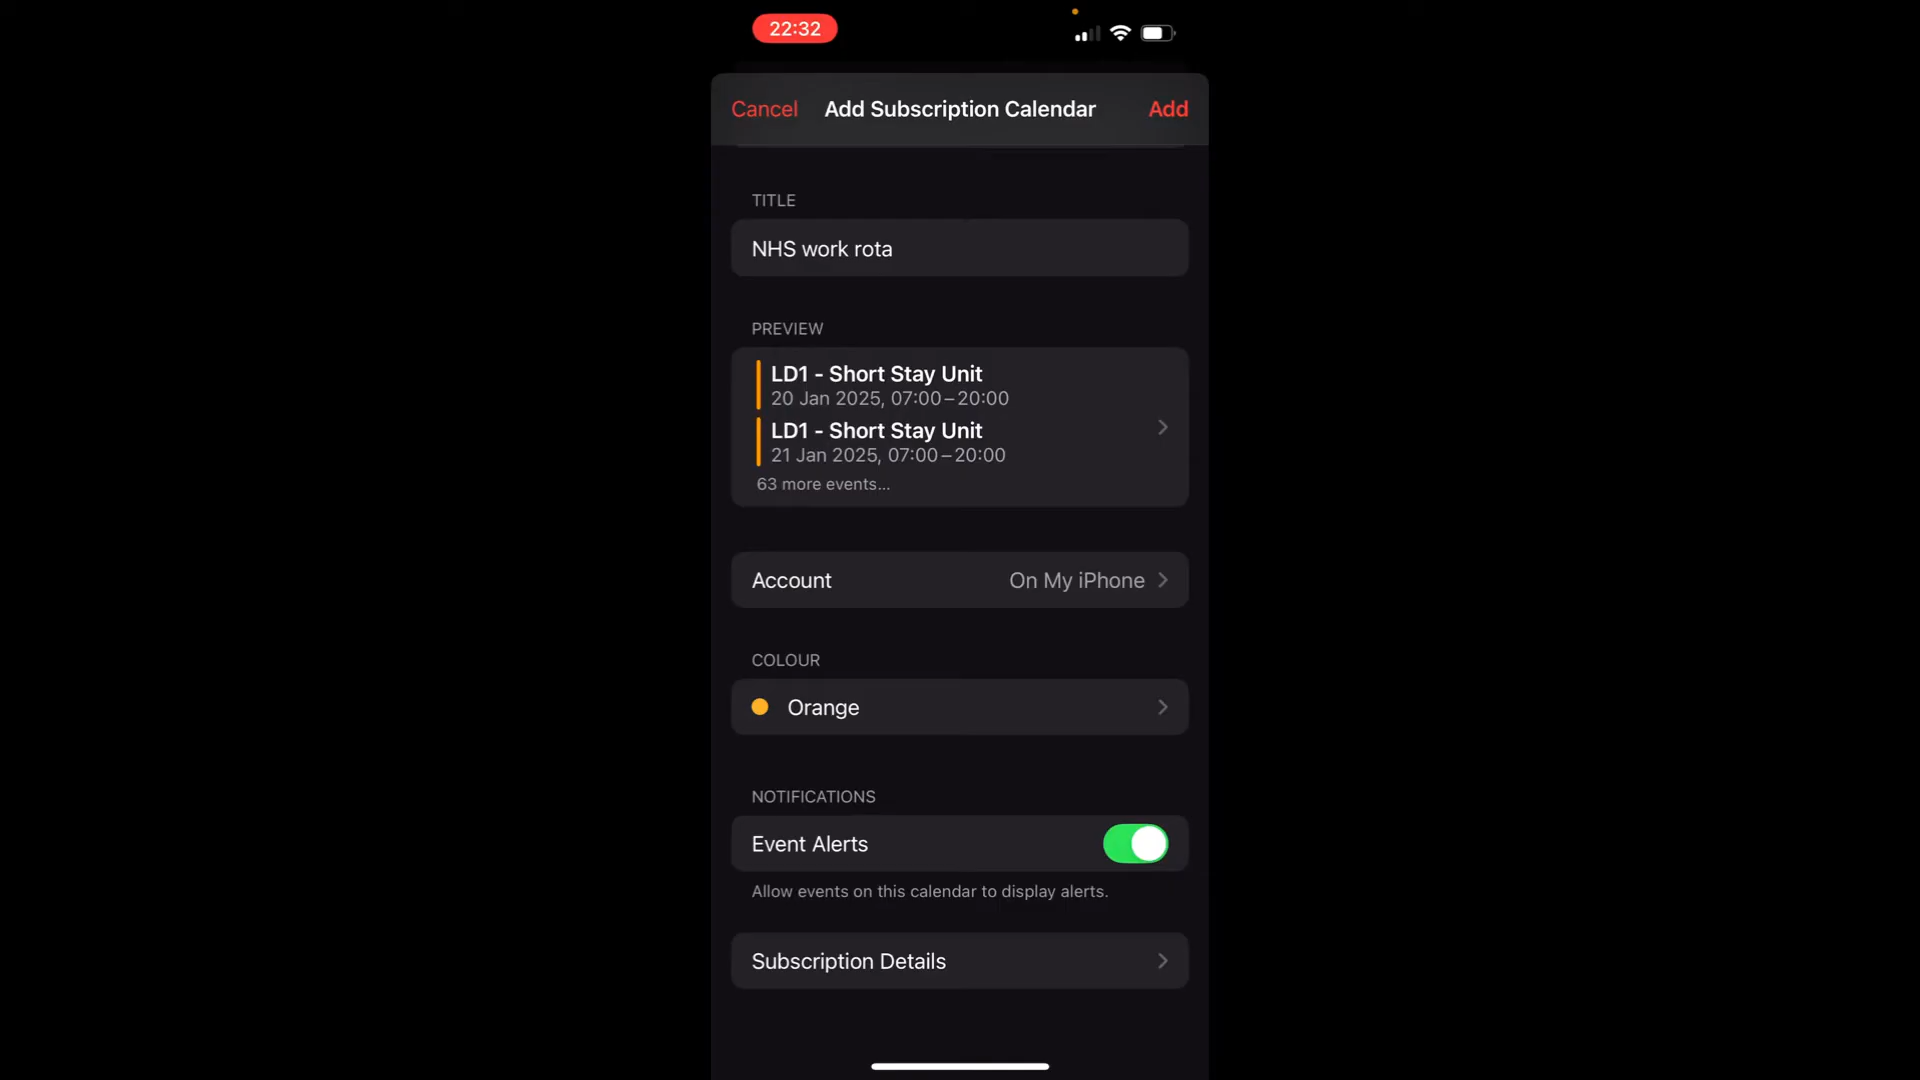 22:32
Cancel
Add Subscription Calendar
Add
TITLE
NHS work rota
PREVIEW
LD1 - Short Stay Unit
20 Jan 2025, 07:00–20:00
LD1 - Short Stay Unit
21 Jan 2025, 07:00–20:00
63 more events...
Account
On My iPhone
COLOUR
Orange
NOTIFICATIONS
Event Alerts
Allow events on this calendar to display alerts.
Subscription Details